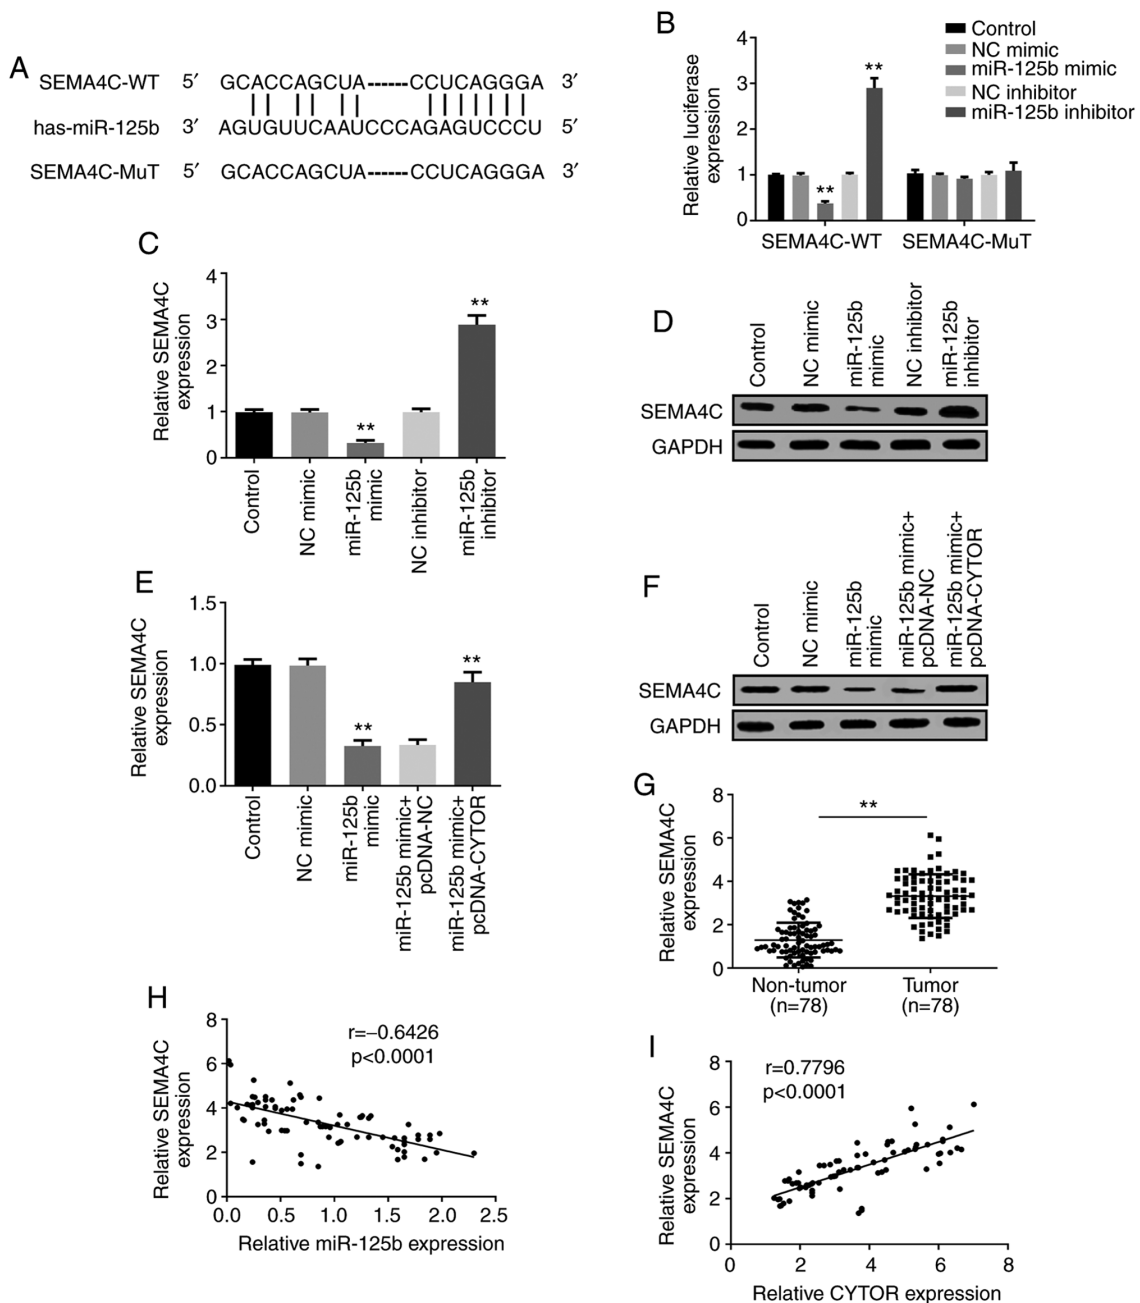 A
SEMA4C-WT 5′ GCACCAGCUA------CCUCAGGGA 3′
has-miR-125b 3′ AGUGUUCAAUCCCAGAGUCCCU 5′
SEMA4C-MuT 5′ GCACCAGCUA------CCUCAGGGA 3′
B
Relative luciferase
expression
4
3
2
1
0
**
**
SEMA4C-WT
SEMA4C-MuT
Control
NC mimic
miR-125b mimic
NC inhibitor
miR-125b inhibitor
C
Relative SEMA4C
expression
4
3
2
1
0
**
**
Control
NC mimic
miR-125b
mimic
NC inhibitor
miR-125b
inhibitor
D
Control
NC mimic
miR-125b
mimic
NC inhibitor
miR-125b
inhibitor
SEMA4C
GAPDH
E
Relative SEMA4C
expression
1.5
1.0
0.5
0.0
**
**
Control
NC mimic
miR-125b
mimic
miR-125b mimic+
pcDNA-NC
miR-125b mimic+
pcDNA-CYTOR
F
Control
NC mimic
miR-125b
mimic
miR-125b mimic+
pcDNA-NC
miR-125b mimic+
pcDNA-CYTOR
SEMA4C
GAPDH
G
Relative SEMA4C
expression
8
6
4
2
0
**
Non-tumor
(n=78)
Tumor
(n=78)
H
Relative SEMA4C
expression
8
6
4
2
0
r=−0.6426
p<0.0001
0.0 0.5 1.0 1.5 2.0 2.5
Relative miR-125b expression
I
Relative SEMA4C
expression
8
6
4
2
0
r=0.7796
p<0.0001
0 2 4 6 8
Relative CYTOR expression